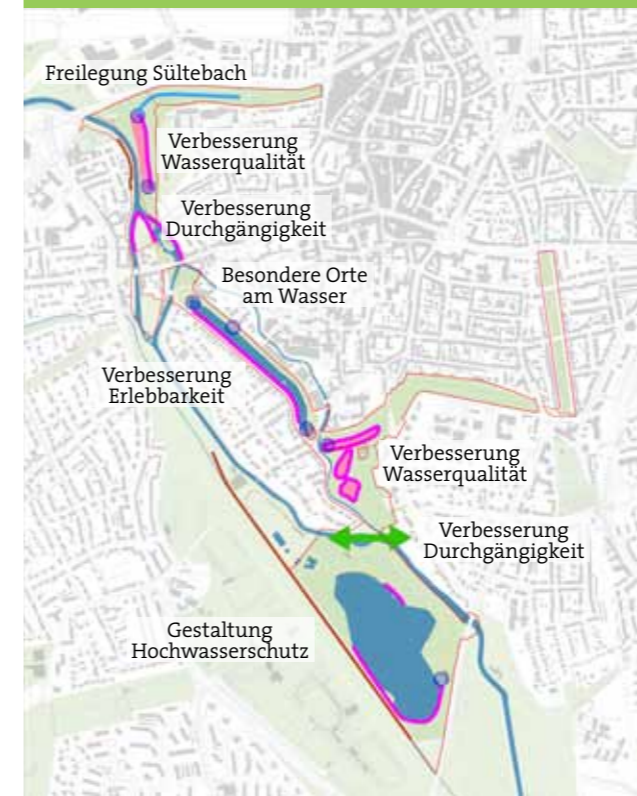 Freilegung Sültebach
Verbesserung
Wasserqualität
Verbesserung
Durchgängigkeit
Besondere Orte
am Wasser
Verbesserung
Erlebbarkeit
Verbesserung
Wasserqualität
Verbesserung
Durchgängigkeit
Gestaltung
Hochwasserschutz